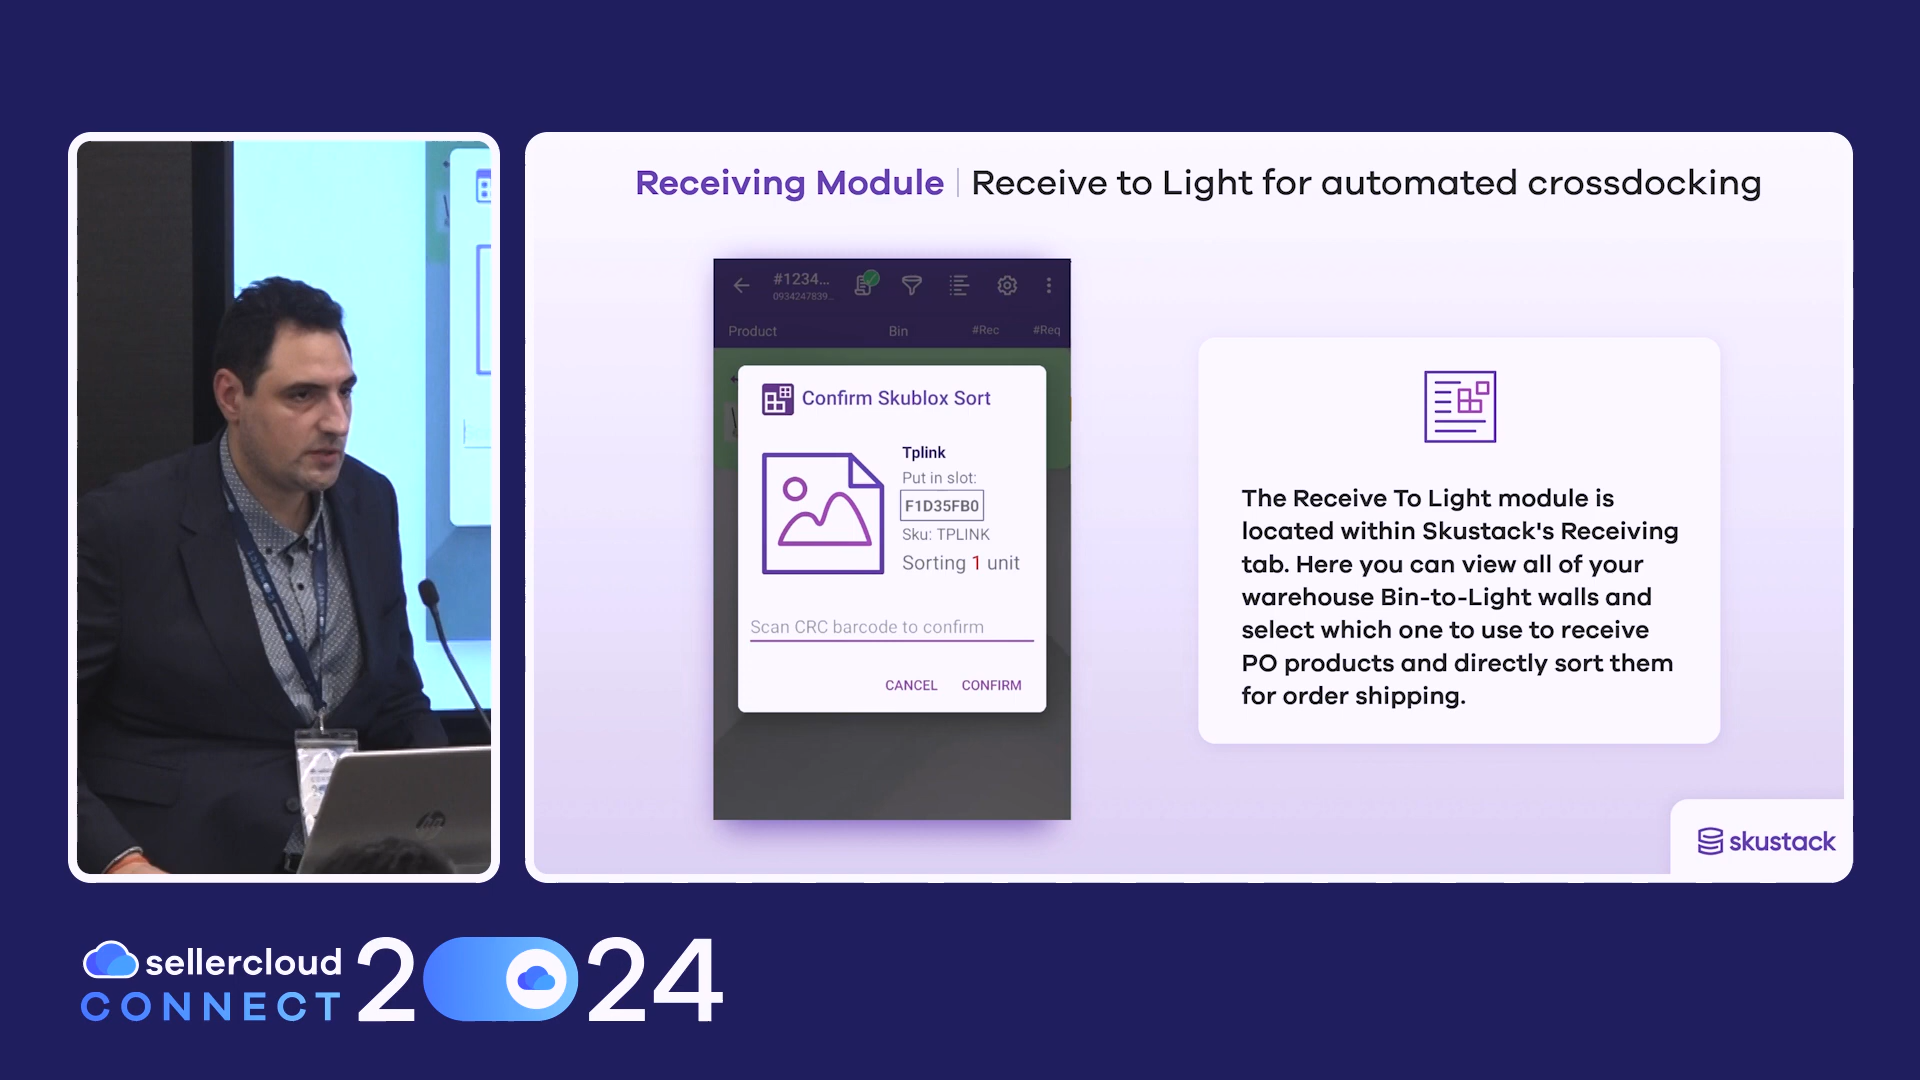 Receiving Module | Receive to Light for automated crossdocking
#1234...
0934247839...
Product Bin #Rec #Req
Confirm Skublox Sort
Tplink
Put in slot:
F1D35FB0
Sku: TPLINK
Sorting 1 unit
Scan CRC barcode to confirm
CANCEL CONFIRM
The Receive To Light module is
located within Skustack's Receiving
tab. Here you can view all of your
warehouse Bin-to-Light walls and
select which one to use to receive
PO products and directly sort them
for order shipping.
skustack
hp
sellercloud
CONNECT
2024